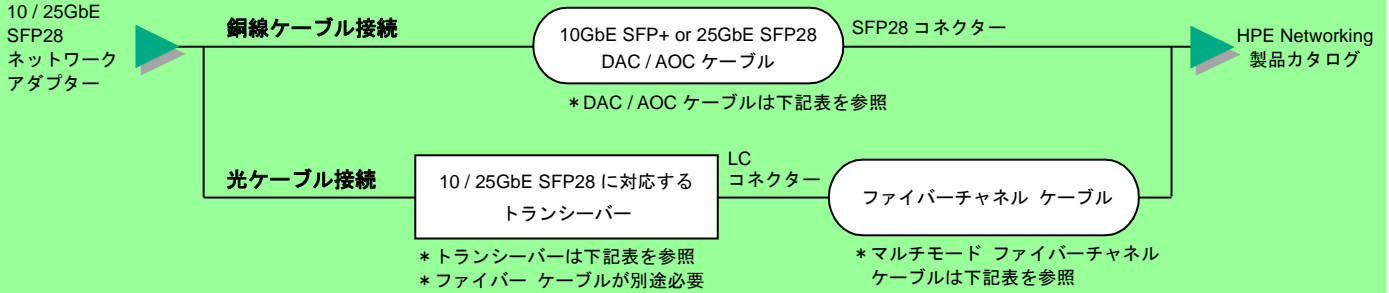 10 / 25GbE
SFP28
ネットワーク
アダプター
銅線ケーブル接続
10GbE SFP+ or 25GbE SFP28
DAC / AOC ケーブル
SFP28 コネクター
HPE Networking
製品カタログ
＊DAC / AOC ケーブルは下記表を参照
光ケーブル接続
10 / 25GbE SFP28 に対応する
トランシーバー
LC
コネクター
ファイバーチャネル ケーブル
＊トランシーバーは下記表を参照
＊ファイバー ケーブルが別途必要
＊マルチモード ファイバーチャネル
ケーブルは下記表を参照